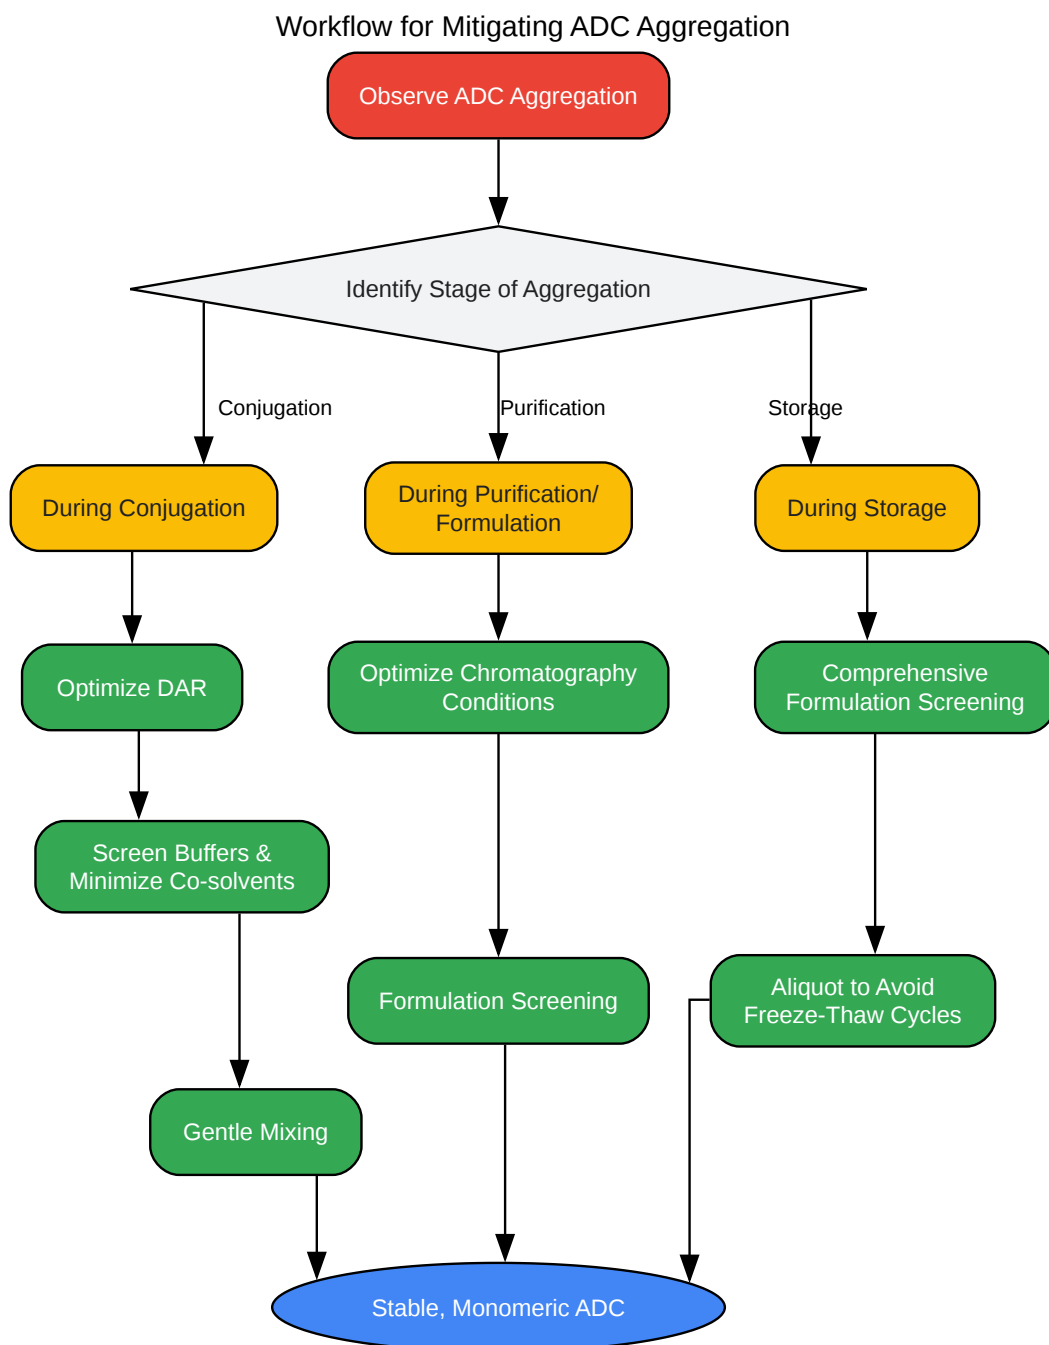 Workflow for Mitigating ADC Aggregation
Observe ADC Aggregation
Identify Stage of Aggregation
Conjugation
Purification
Storage
During Conjugation
During Purification/
Formulation
During Storage
Optimize DAR
Optimize Chromatography
Conditions
Comprehensive
Formulation Screening
Screen Buffers &
Minimize Co-solvents
Formulation Screening
Aliquot to Avoid
Freeze-Thaw Cycles
Gentle Mixing
Stable, Monomeric ADC